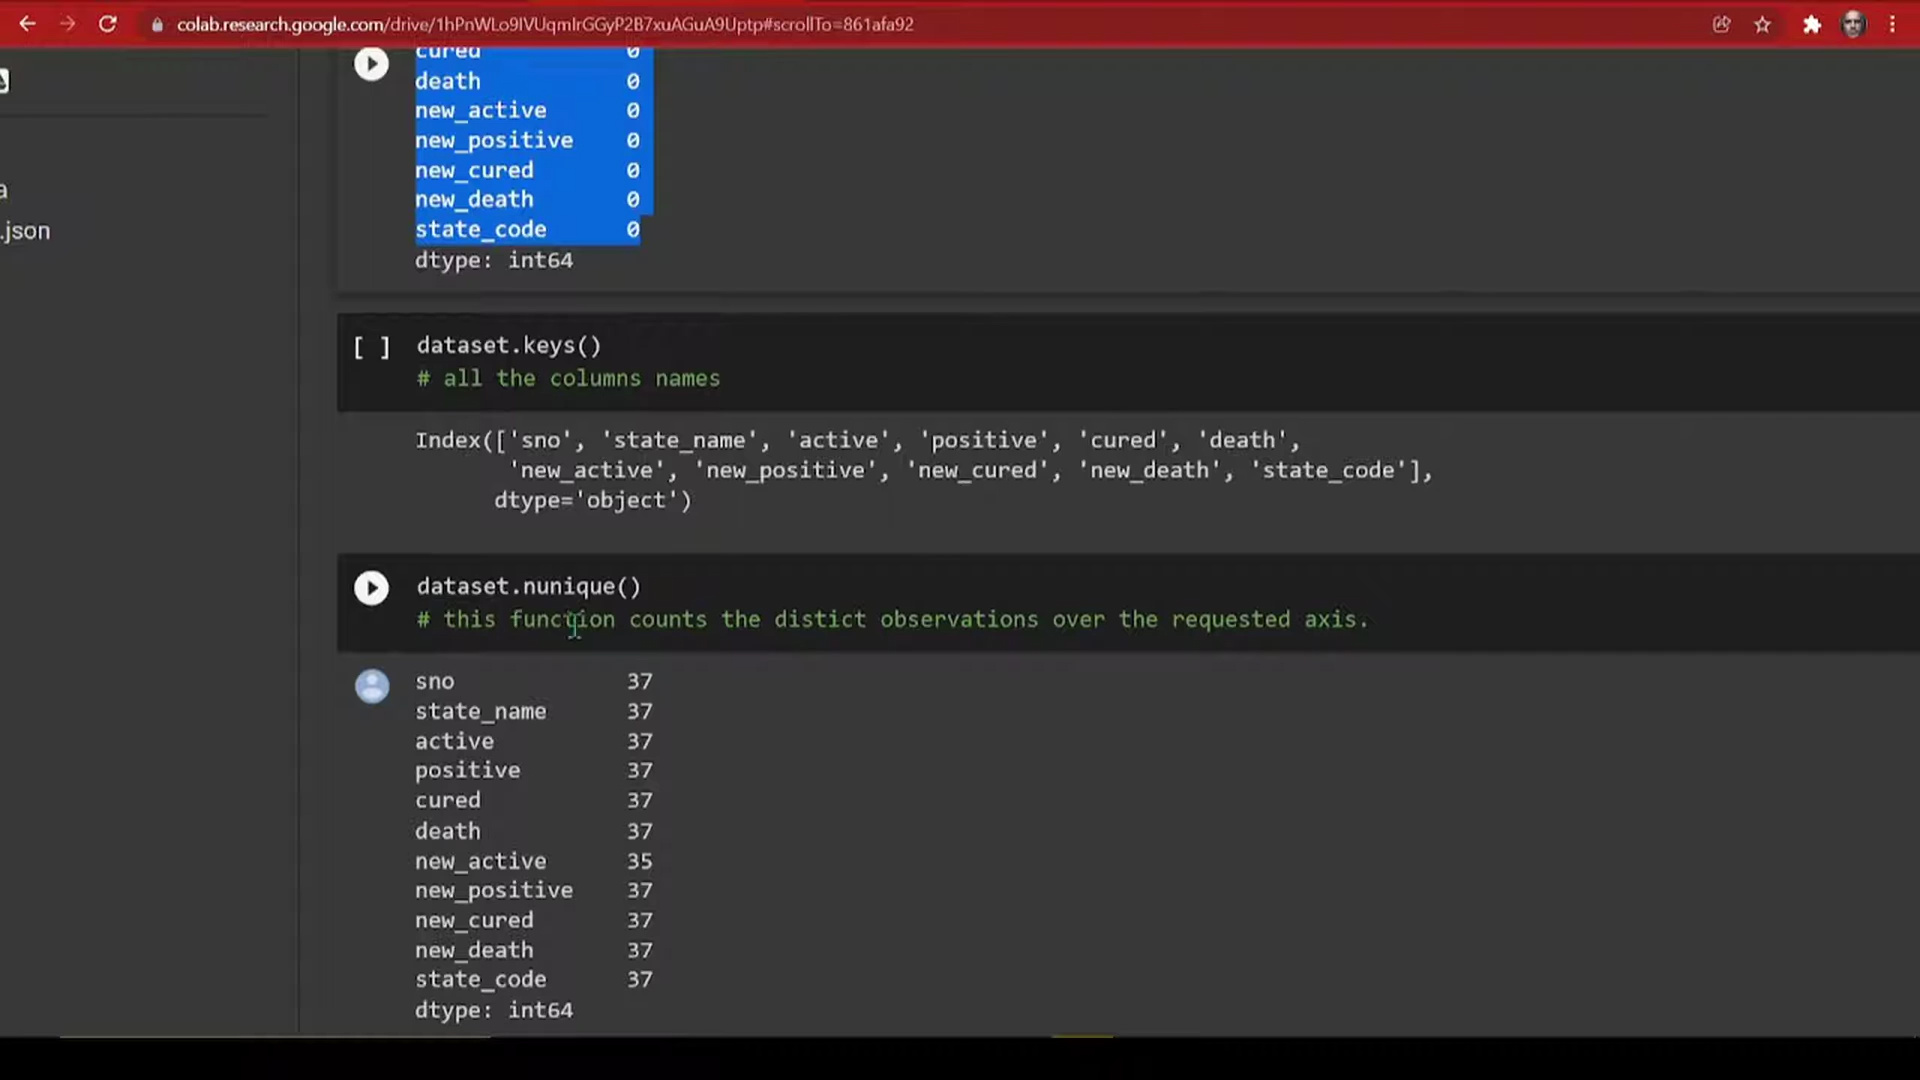 colab.research.google.com/drive/1hPnWLo9IVUqmIrGGyP2B7xuAGuA9Uptp#scrollTo=861afa92
cured 0
death 0
new_active 0
new_positive 0
new_cured 0
new_death 0
state_code 0
dtype: int64
a
.json
[ ] dataset.keys()
# all the columns names
Index(['sno', 'state_name', 'active', 'positive', 'cured', 'death',
'new_active', 'new_positive', 'new_cured', 'new_death', 'state_code'],
dtype='object')
dataset.nunique()
# this function counts the distict observations over the requested axis.
sno 37
state_name 37
active 37
positive 37
cured 37
death 37
new_active 35
new_positive 37
new_cured 37
new_death 37
state_code 37
dtype: int64